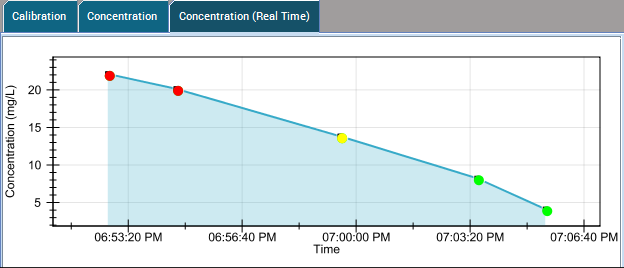 Calibration Concentration Concentration (Real Time)
Concentration (mg/L)
20
15
10
5
06:53:20 PM 06:56:40 PM 07:00:00 PM 07:03:20 PM 07:06:40 PM
Time